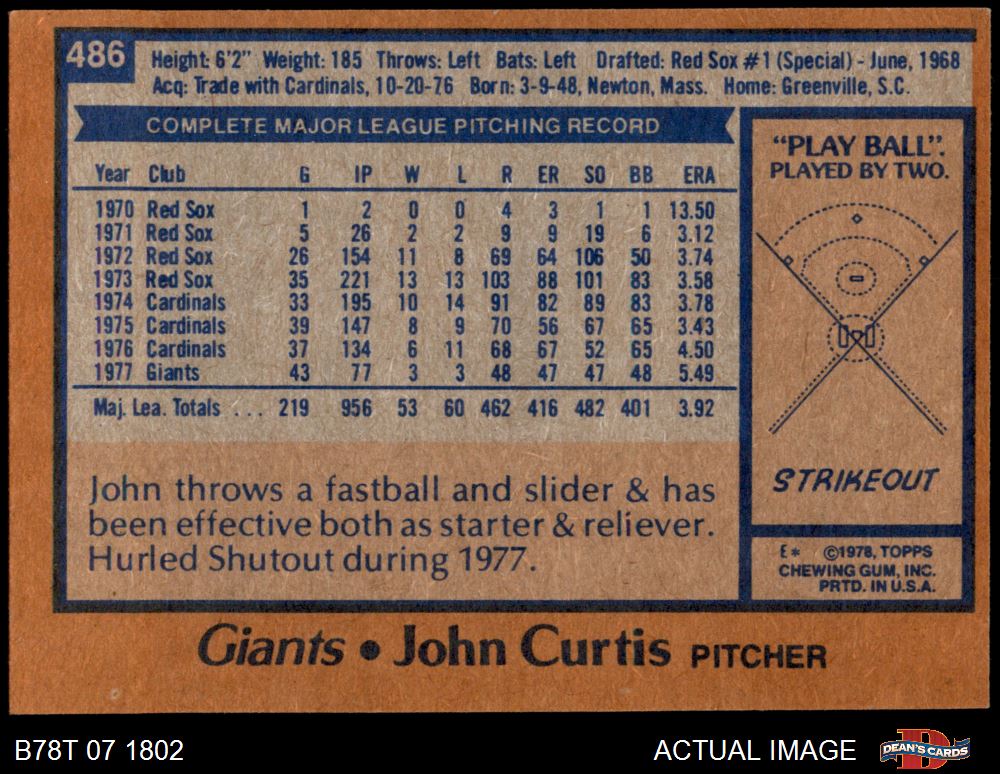 486
Height: 6'2" Weight: 185 Throws: Left Bats: Left Drafted: Red Sox #1 (Special) - June, 1968
Acq: Trade with Cardinals, 10-20-76 Born: 3-9-48, Newton, Mass. Home: Greenville, S.C.
COMPLETE MAJOR LEAGUE PITCHING RECORD
Year Club G IP W L R ER SO BB ERA
1970 Red Sox 1 2 0 0 4 3 1 1 13.50
1971 Red Sox 5 26 2 2 9 9 19 6 3.12
1972 Red Sox 26 154 11 8 69 64 106 50 3.74
1973 Red Sox 35 221 13 13 103 88 101 83 3.58
1974 Cardinals 33 195 10 14 91 82 89 83 3.78
1975 Cardinals 39 147 8 9 70 56 67 65 3.43
1976 Cardinals 37 134 6 11 68 67 52 65 4.50
1977 Giants 43 77 3 3 48 47 47 48 5.49
Maj. Lea. Totals ... 219 956 53 60 462 416 482 401 3.92
John throws a fastball and slider & has
been effective both as starter & reliever.
Hurled Shutout during 1977.
"PLAY BALL".
PLAYED BY TWO.
STRIKEOUT
E* ©1978, TOPPS
CHEWING GUM, INC.
PRTD. IN U.S.A.
Giants • John Curtis PITCHER
B78T 07 1802
ACTUAL IMAGE
DEAN'S CARDS